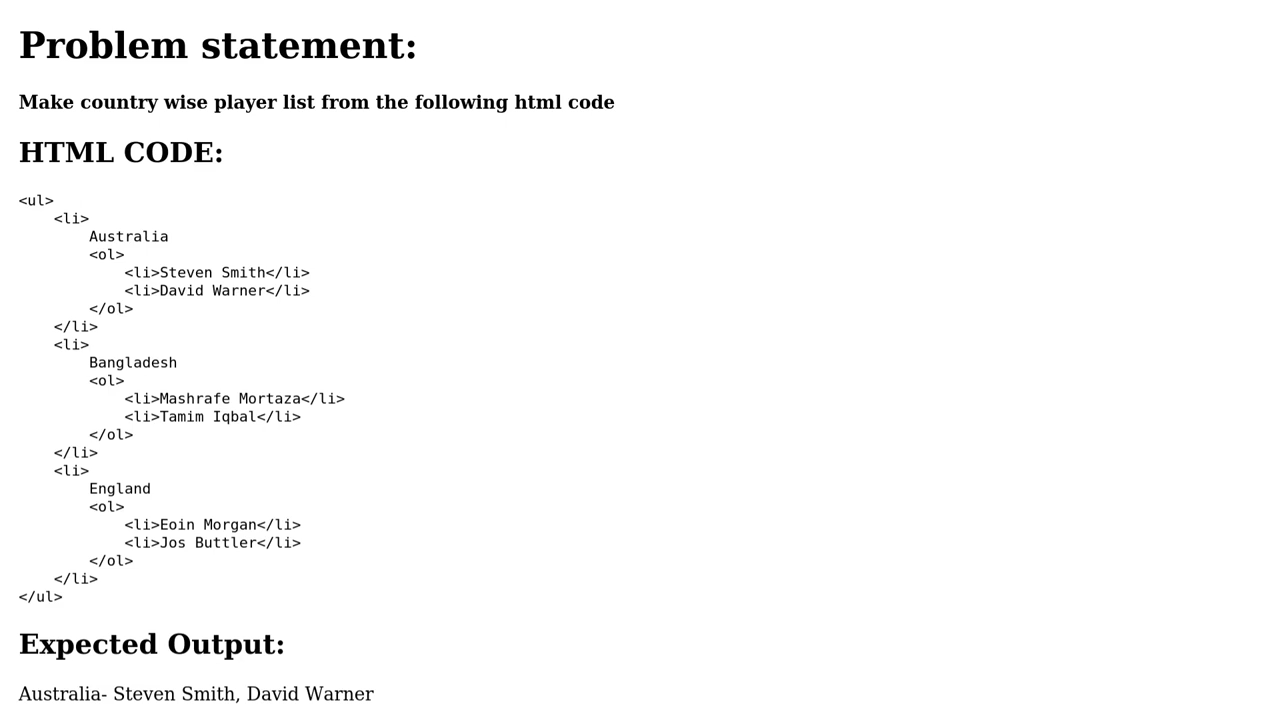 Problem statement:
Make country wise player list from the following html code
HTML CODE:
<ul>
    <li>
        Australia
        <ol>
            <li>Steven Smith</li>
            <li>David Warner</li>
        </ol>
    </li>
    <li>
        Bangladesh
        <ol>
            <li>Mashrafe Mortaza</li>
            <li>Tamim Iqbal</li>
        </ol>
    </li>
    <li>
        England
        <ol>
            <li>Eoin Morgan</li>
            <li>Jos Buttler</li>
        </ol>
    </li>
</ul>
Expected Output:
Australia- Steven Smith, David Warner